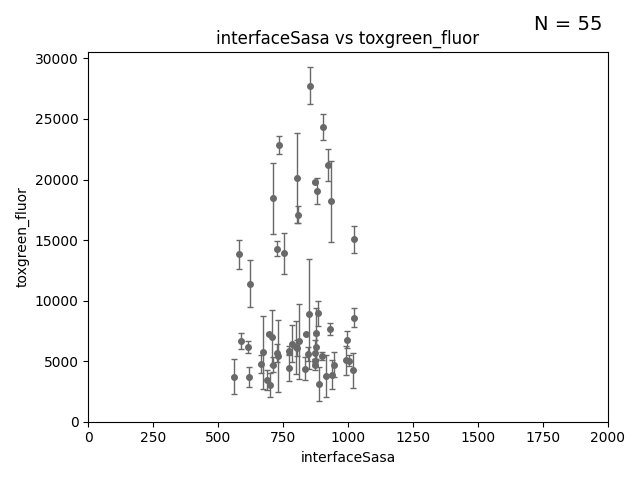 N = 55
interfaceSasa vs toxgreen_fluor
30000
25000
20000
15000
10000
5000
0
toxgreen_fluor
0 250 500 750 1000 1250 1500 1750 2000
interfaceSasa